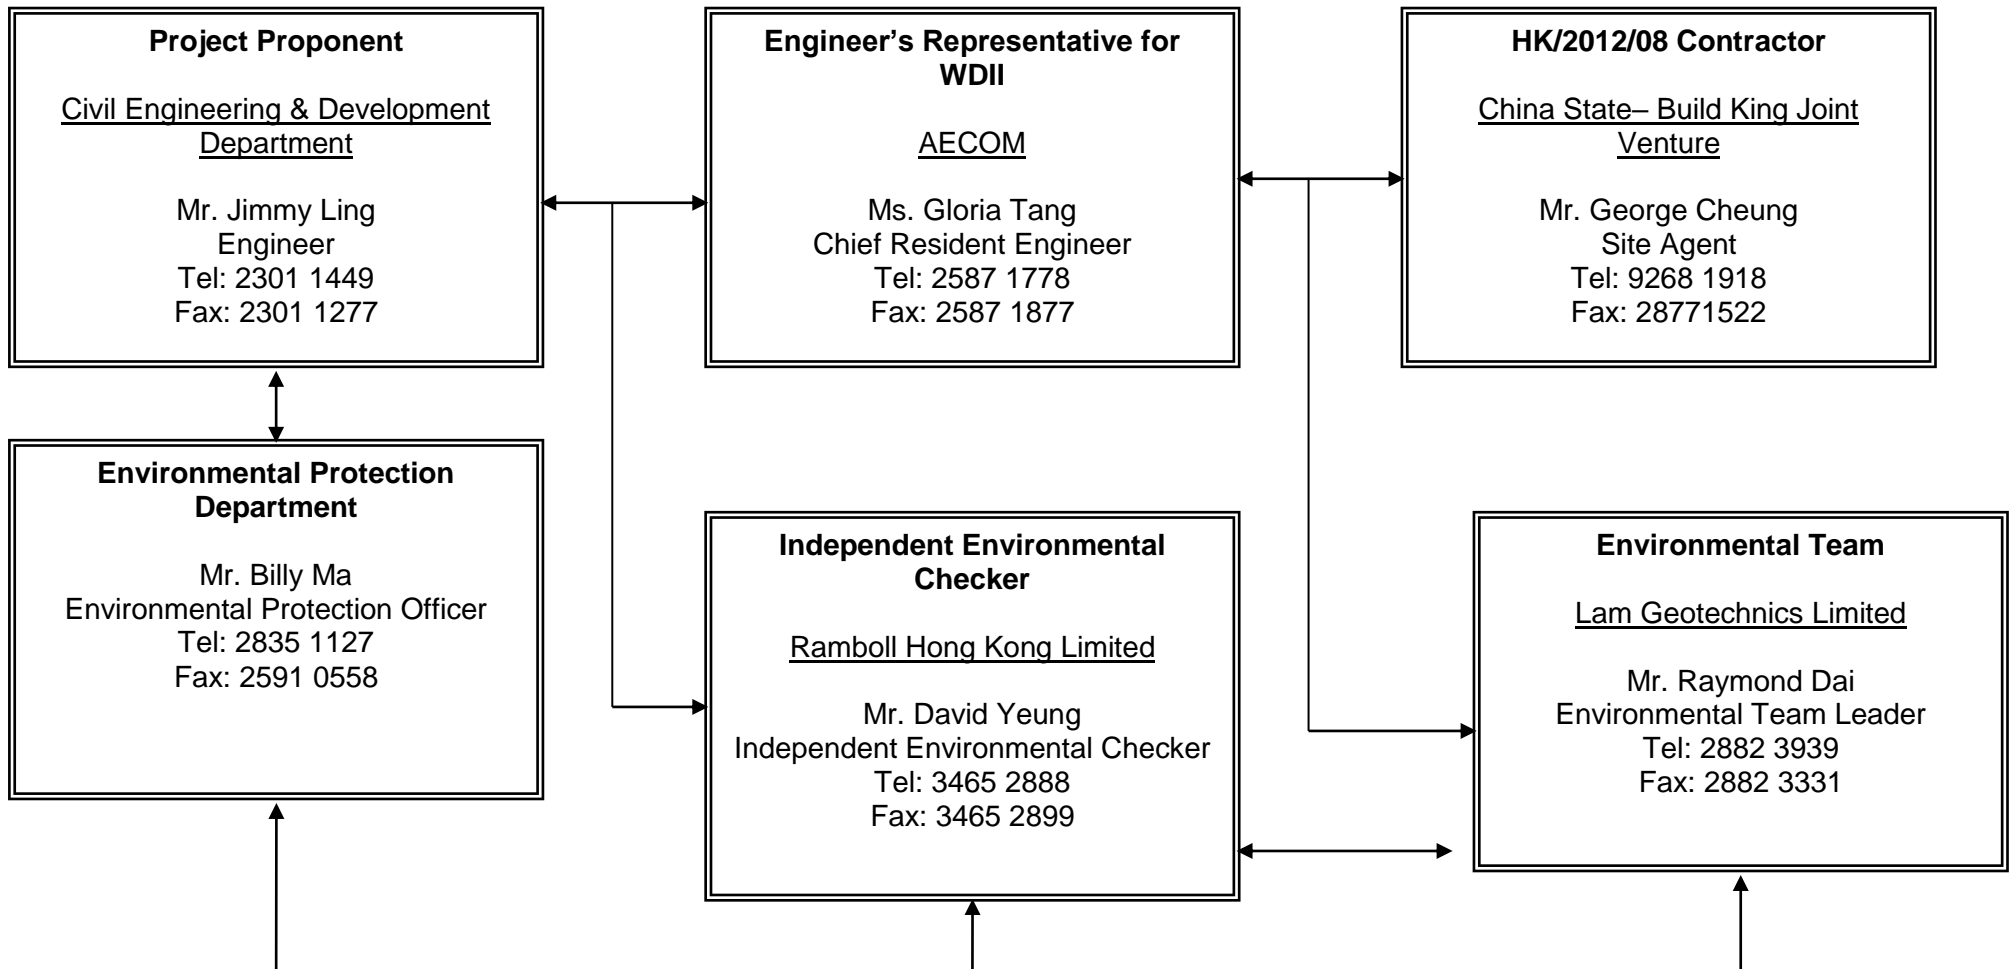 Project Proponent
Civil Engineering & Development
Department
Mr. Jimmy Ling
Engineer
Tel: 2301 1449
Fax: 2301 1277
Engineer’s Representative for
WDII
AECOM
Ms. Gloria Tang
Chief Resident Engineer
Tel: 2587 1778
Fax: 2587 1877
HK/2012/08 Contractor
China State– Build King Joint
Venture
Mr. George Cheung
Site Agent
Tel: 9268 1918
Fax: 28771522
Environmental Protection
Department
Mr. Billy Ma
Environmental Protection Officer
Tel: 2835 1127
Fax: 2591 0558
Independent Environmental
Checker
Ramboll Hong Kong Limited
Mr. David Yeung
Independent Environmental Checker
Tel: 3465 2888
Fax: 3465 2899
Environmental Team
Lam Geotechnics Limited
Mr. Raymond Dai
Environmental Team Leader
Tel: 2882 3939
Fax: 2882 3331